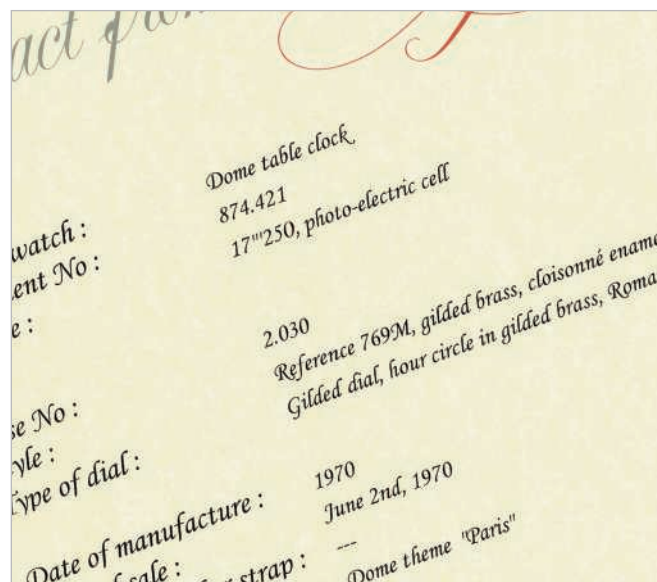 act from
watch : Dome table clock
ent No : 874.421
e : 17'''250, photo-electric cell
se No : 2.030
yle : Reference 769M, gilded brass, cloisonné ename
Type of dial : Gilded dial, hour circle in gilded brass, Roma
Date of manufacture : 1970
sale : June 2nd, 1970
strap : ---
Dome theme "Paris"